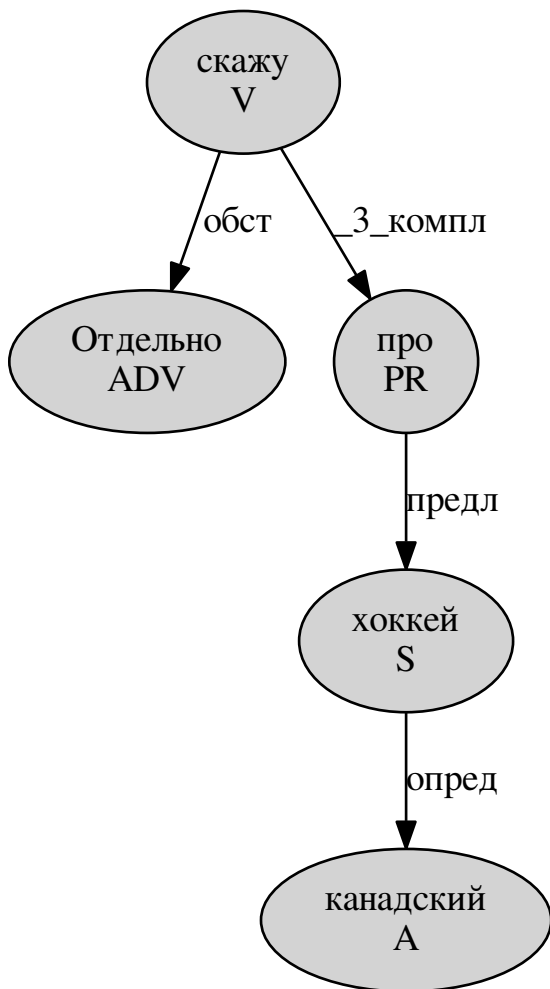 скажу
V
обст
_3_компл
Отдельно
ADV
про
PR
предл
хоккей
S
опред
канадский
A